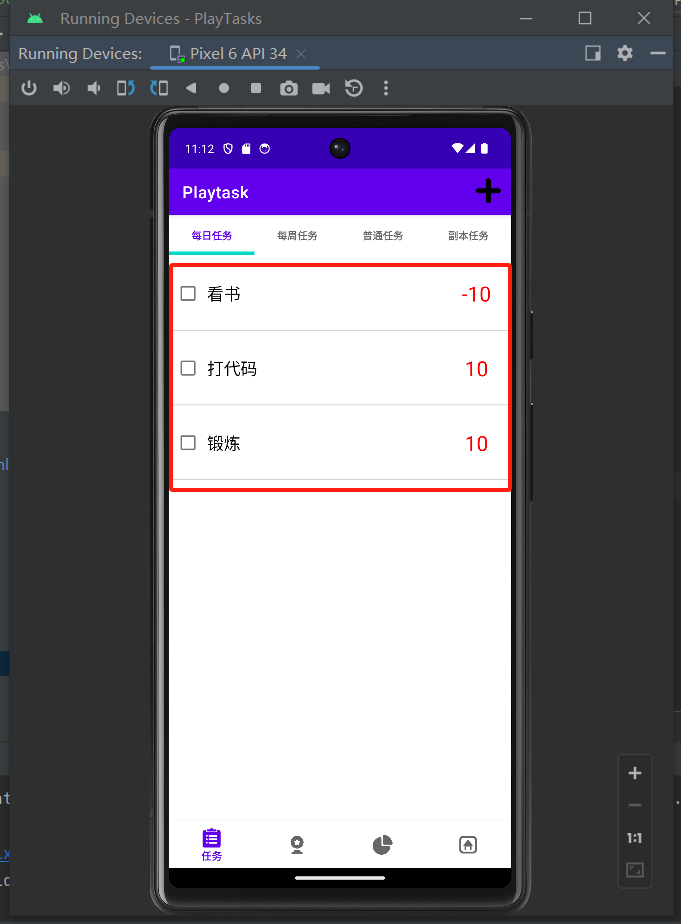 Running Devices - PlayTasks
Running Devices: Pixel 6 API 34
11:12
Playtask
每日任务 每周任务 普通任务 副本任务
看书 -10
打代码 10
锻炼 10
1:1
任务